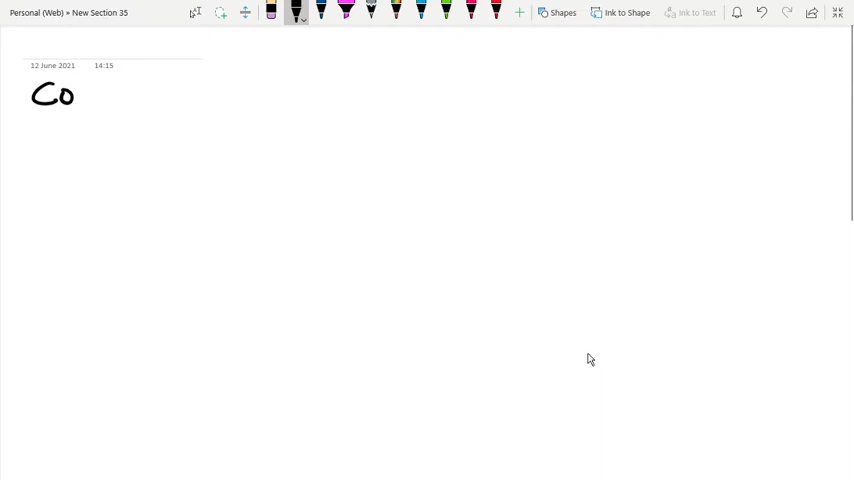 Personal (Web) » New Section 35
Shapes
Ink to Shape
Ink to Text
12 June 2021 14:15
Co